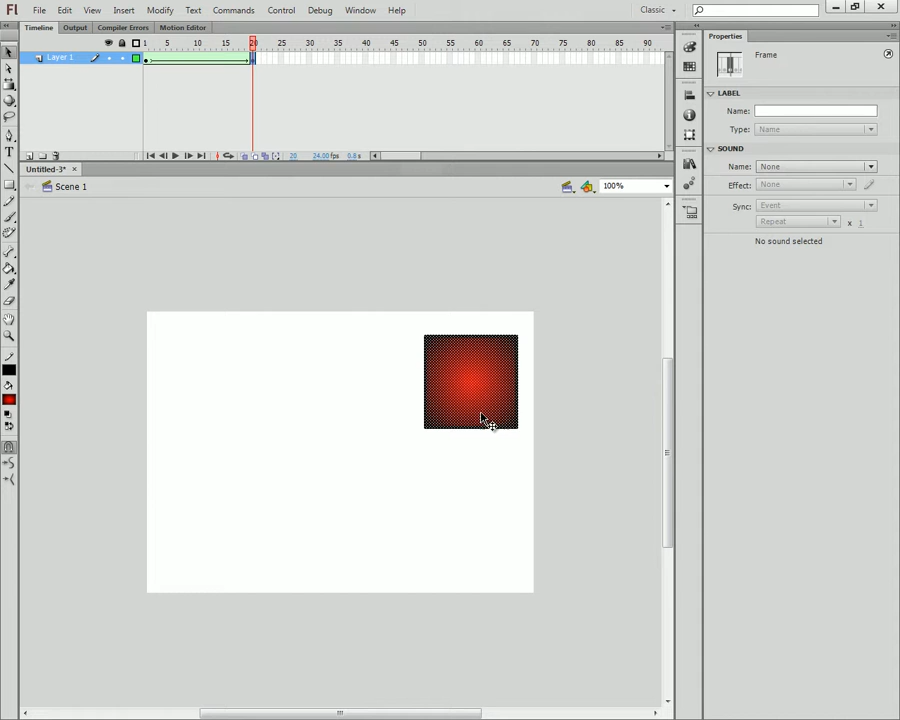 Fl File Edit View Insert Modify Text Commands Control Debug Window Help Classic
Timeline Output Compiler Errors Motion Editor
1 5 10 15 20 25 30 35 40 45 50 55 60 65 70 75 80 85 90
Layer 1
20 24.00 fps 0.8 s
Untitled-3*
Scene 1 100%
Properties
Frame
LABEL
Name:
Type: Name
SOUND
Name: None
Effect: None
Sync: Event
Repeat x 1
No sound selected
T